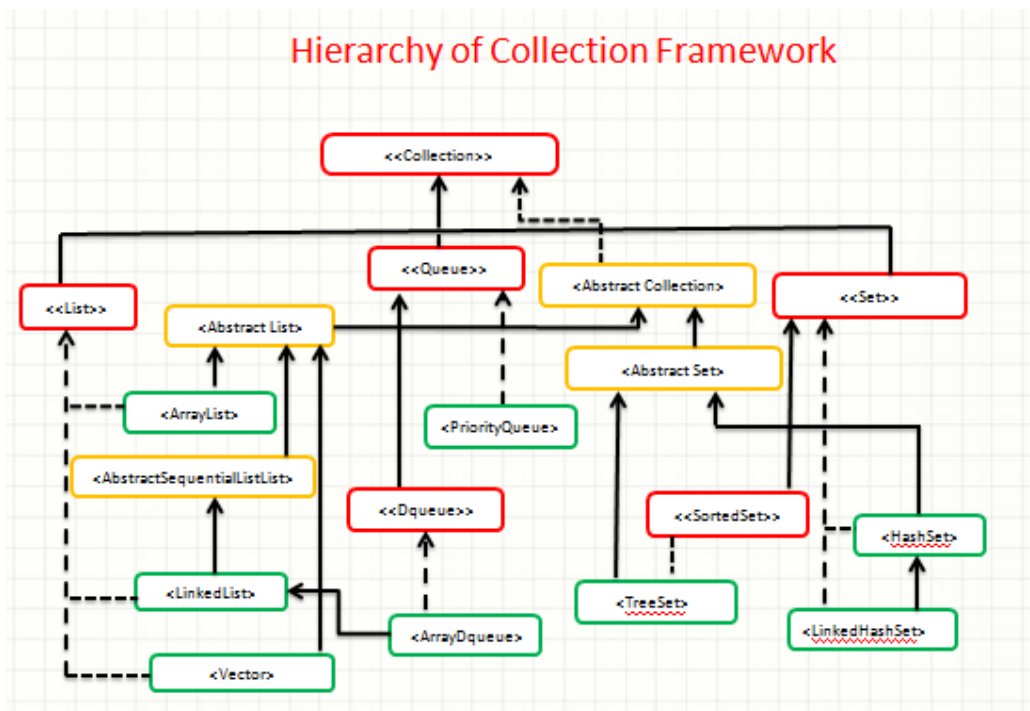 Hierarchy of Collection Framework
<<Collection>>
<<Queue>>
<Abstract Collection>
<<List>>
<<Set>>
<Abstract List>
<Abstract Set>
<ArrayList>
<PriorityQueue>
<AbstractSequentialListList>
<<Dqueue>>
<<SortedSet>>
<HashSet>
<LinkedList>
<TreeSet>
<ArrayDqueue>
<LinkedHashSet>
<Vector>